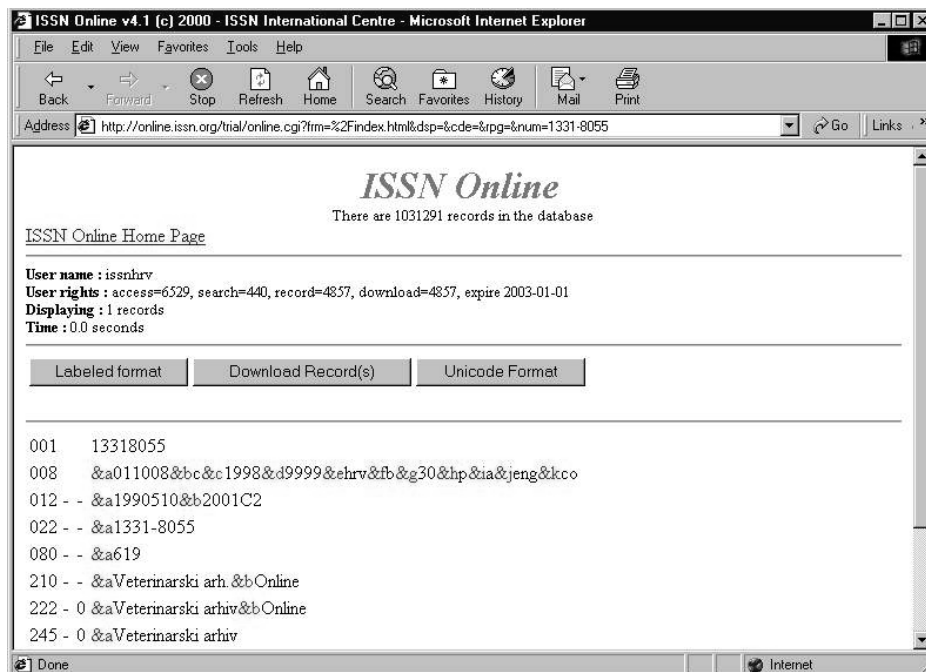 ISSN Online v4.1 (c) 2000 - ISSN International Centre - Microsoft Internet Explorer
File Edit View Favorites Tools Help
Back Forward Stop Refresh Home Search Favorites History Mail Print
Address http://online.issn.org/trial/online.cgi?frm=%2Findex.html&dsp=&cde=&rpg=&num=1331-8055 Go Links »
ISSN Online
There are 1031291 records in the database
ISSN Online Home Page
User name : issnhrv
User rights : access=6529, search=440, record=4857, download=4857, expire 2003-01-01
Displaying : 1 records
Time : 0.0 seconds
Labeled format Download Record(s) Unicode Format
001 13318055
008 &a011008&bc&c1998&d9999&ehrv&fb&g30&hp&ia&jeng&kco
012 - - &a1990510&b2001C2
022 - - &a1331-8055
080 - - &a619
210 - - &aVeterinarski arh.&bOnline
222 - 0 &aVeterinarski arhiv&bOnline
245 - 0 &aVeterinarski arhiv
Done Internet